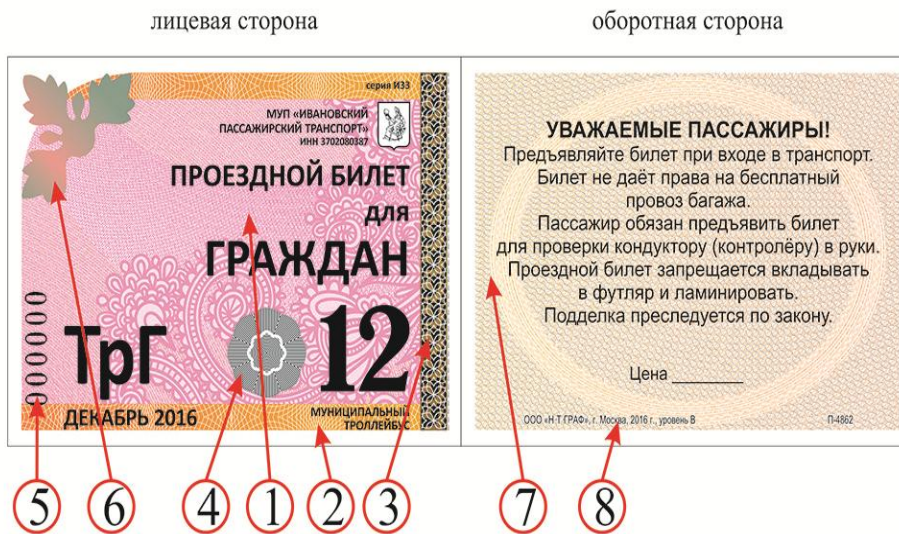 лицевая сторона
оборотная сторона
серия И33
МУП «ИВАНОВСКИЙ
ПАССАЖИРСКИЙ ТРАНСПОРТ»
ИНН 3702080387
ПРОЕЗДНОЙ БИЛЕТ
для
ГРАЖДАН
000000
ТрГ
12
ДЕКАБРЬ 2016
МУНИЦИПАЛЬНЫЙ
ТРОЛЛЕЙБУС
УВАЖАЕМЫЕ ПАССАЖИРЫ!
Предъявляйте билет при входе в транспорт.
Билет не даёт права на бесплатный
провоз багажа.
Пассажир обязан предъявить билет
для проверки кондуктору (контролёру) в руки.
Проездной билет запрещается вкладывать
в футляр и ламинировать.
Подделка преследуется по закону.
Цена ________
ООО «Н·Т ГРАФ», г. Москва, 2016 г., уровень В
П-4862
5 6 4 1 2 3 7 8